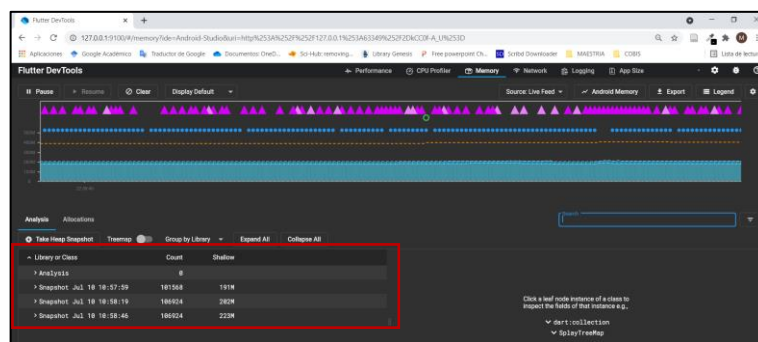 Flutter DevTools
127.0.0.1:9100/#/memory?ide=Android-Studio&uri=http%253A%252F%252F127.0.0.1%253A63349%252F2DkCC0F-A_U%253D
Aplicaciones Google Académico Traductor de Google Documentos OneD... Sci-Hub: removing... Library Genesis Free powerpoint Ch... Scribd Downloader MAESTRIA COBIS Lista de lectur
Flutter DevTools Performance CPU Profiler Memory Network Logging App Size
Pause Resume Clear Display Default Source: Live Feed Android Memory Export Legend
Analysis Allocations Search
Take Heap Snapshot Treemap Group by Library Expand All Collapse All
Library or Class Count Shallow
Analysis 0
Snapshot Jul 10 10:57:59 101560 191M
Snapshot Jul 10 10:58:19 106924 202M
Snapshot Jul 10 10:58:46 106924 223M
Click a leaf node instance of a class to
inspect the fields of that instance e.g.,
dart:collection
SplayTreeMap